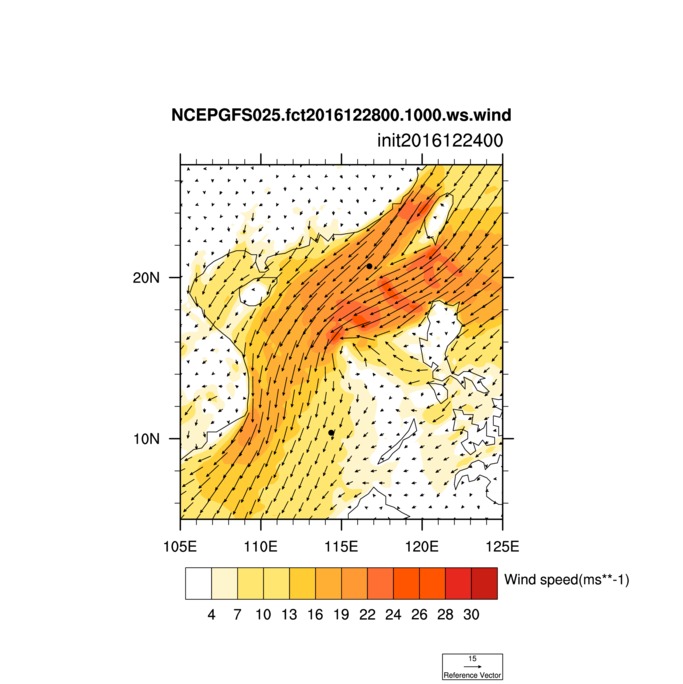 NCEPGFS025.fct2016122800.1000.ws.wind
init2016122400
20N
10N
105E 110E 115E 120E 125E
Wind speed(ms**-1)
4 7 10 13 16 19 22 24 26 28 30
15
Reference Vector